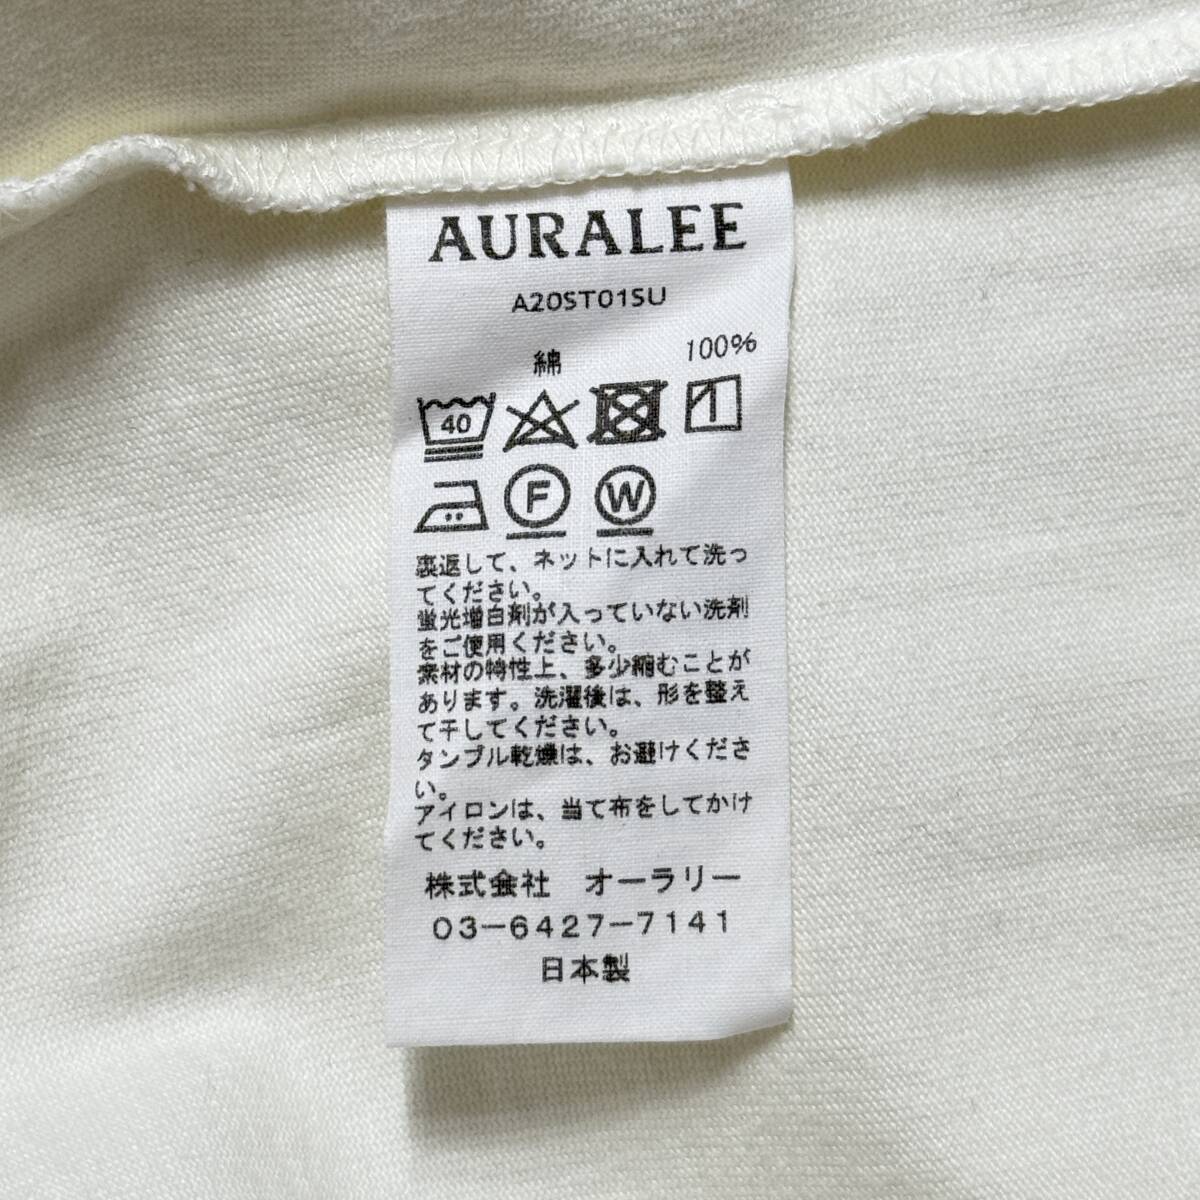 AURALEE
A20ST01SU
綿 100%
40
F W
裏返して、ネットに入れて洗っ
てください。
蛍光増白剤が入っていない洗剤
をご使用ください。
素材の特性上、多少縮むことが
あります。洗濯後は、形を整え
て干してください。
タンブル乾燥は、お避けくださ
い。
アイロンは、当て布をしてかけ
てください。
株式会社 オーラリー
03-6427-7141
日本製